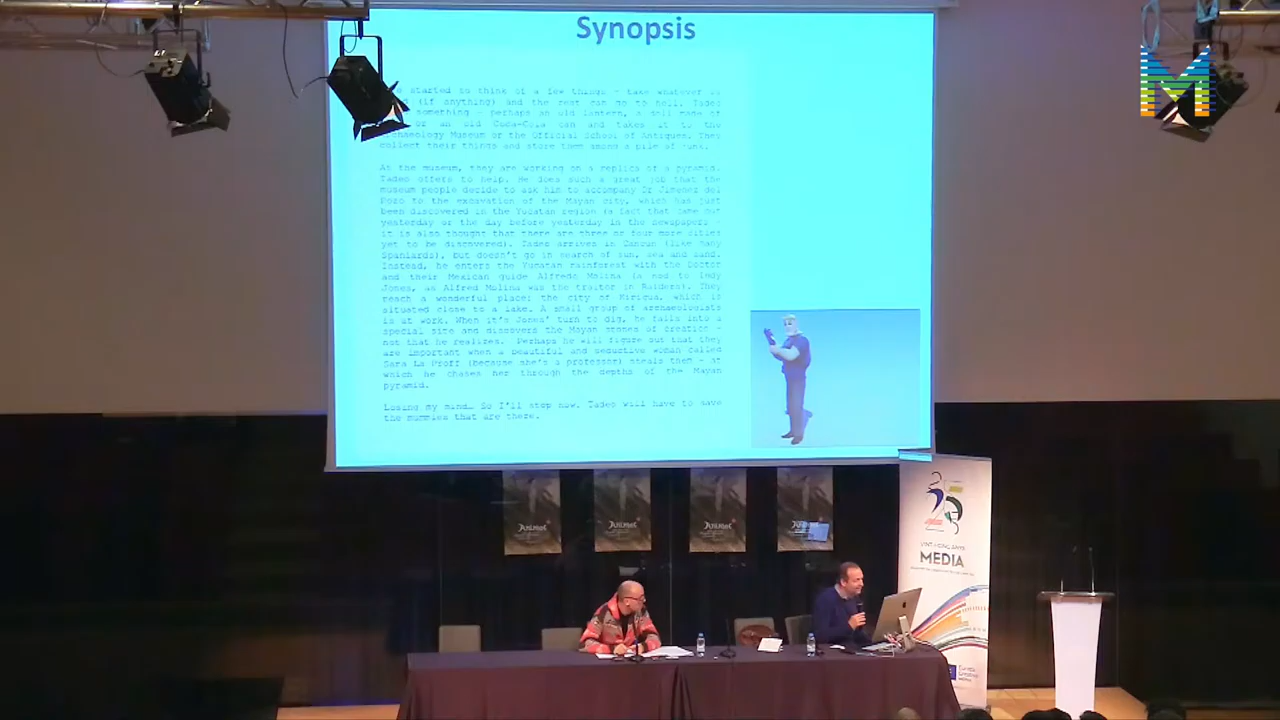 Synopsis
started to think of a few things - take whatever
(if anything) and the rest can go to hell. Tadeo
something - perhaps an old lantern, a doll made of
or an old Coca-Cola can and takes it to the
Archaeology Museum or the Official School of Antiques. They
collect their things and store them among a pile of junk.
At the museum, they are working on a replica of a pyramid.
Tadeo offers to help. He does such a great job that the
museum people decide to ask him to accompany Dr Jimenez del
Pozo to the excavation of the Mayan city, which has just
been discovered in the Yucatan region (a fact that came out
yesterday or the day before yesterday in the newspapers -
it is also thought that there are three or four more cities
yet to be discovered). Tadeo arrives in Cancun (like many
Spaniards), but doesn't go in search of sun, sea and sand.
Instead, he enters the Yucatan rainforest with the Doctor
and their Mexican guide Alfredo Molina (a nod to Indy
Jones, as Alfred Molina was the traitor in Raiders). They
reach a wonderful place: the city of which is
situated close to a lake. A small group of archaeologists
is at work. When it's Jones' turn to dig, he falls into a
special site and discovers the Mayan stones of creation -
not that he realizes. Perhaps he will figure out that they
are important when a beautiful and seductive woman called
Sara La Proff (because she's a professor) steals them - at
which he chases her through the depths of the Mayan
pyramid.
Losing my mind… So I'll stop now. Tadeo will have to save
the mummies that are there.
M
25
VINT-I-CINC ANYS
MEDIA
Europa
Creativa
MEDIA